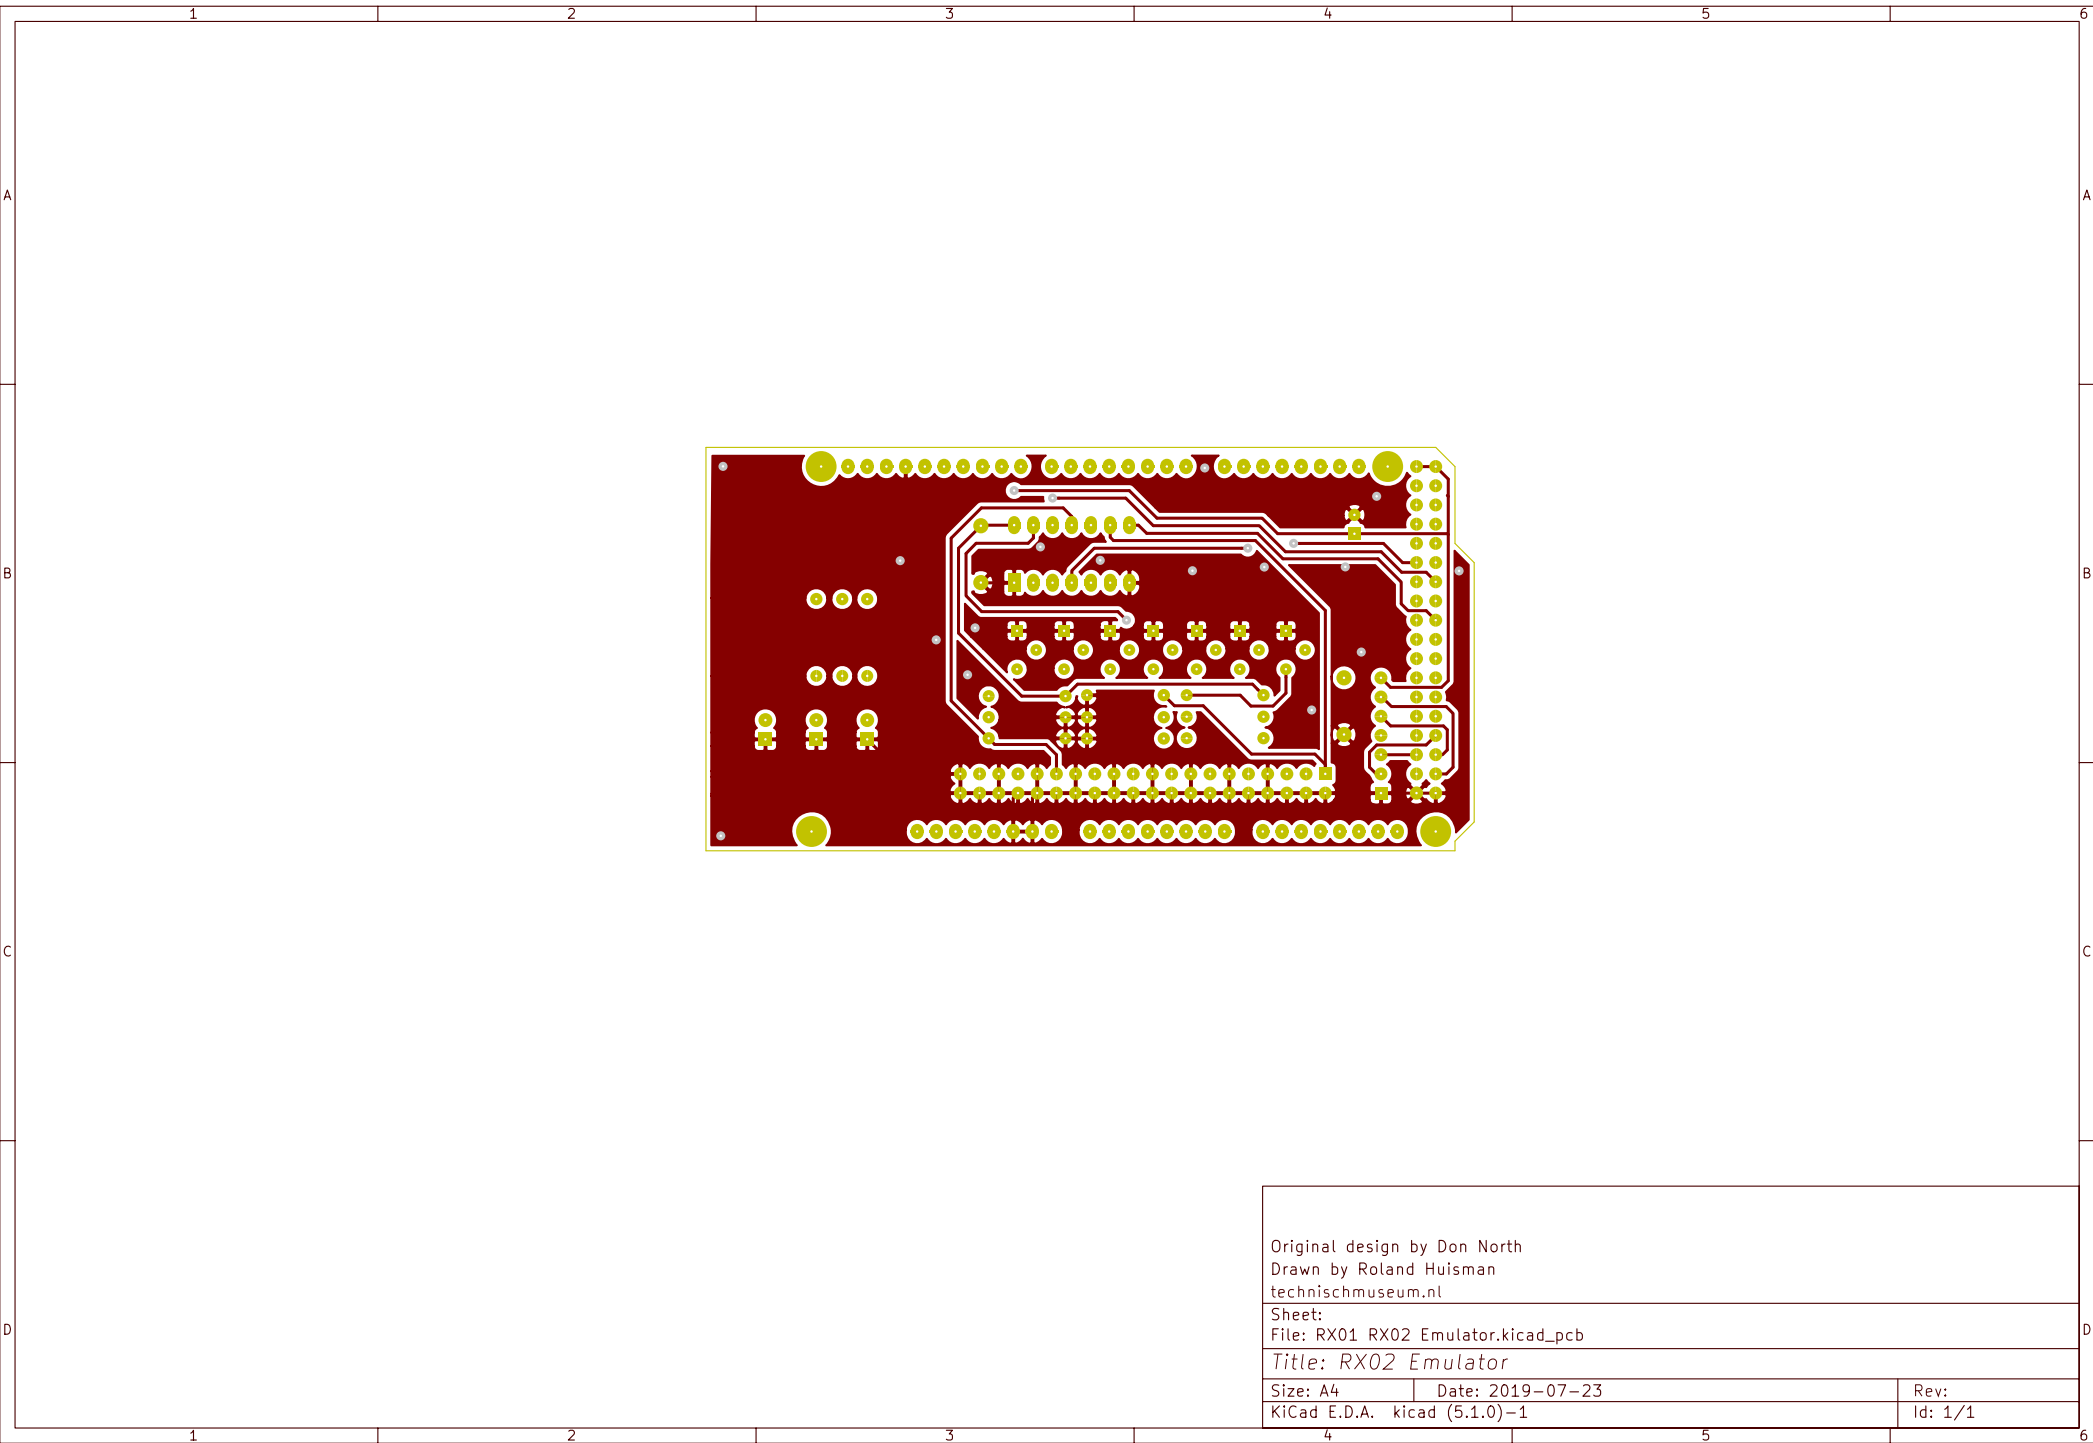 1 2 3 4 5 6
A A
B B
C C
D D
Original design by Don North
Drawn by Roland Huisman
technischmuseum.nl
Sheet:
File: RX01 RX02 Emulator.kicad_pcb
Title: RX02 Emulator
Size: A4 Date: 2019-07-23 Rev:
KiCad E.D.A. kicad (5.1.0)-1 Id: 1/1
1 2 3 4 5 6